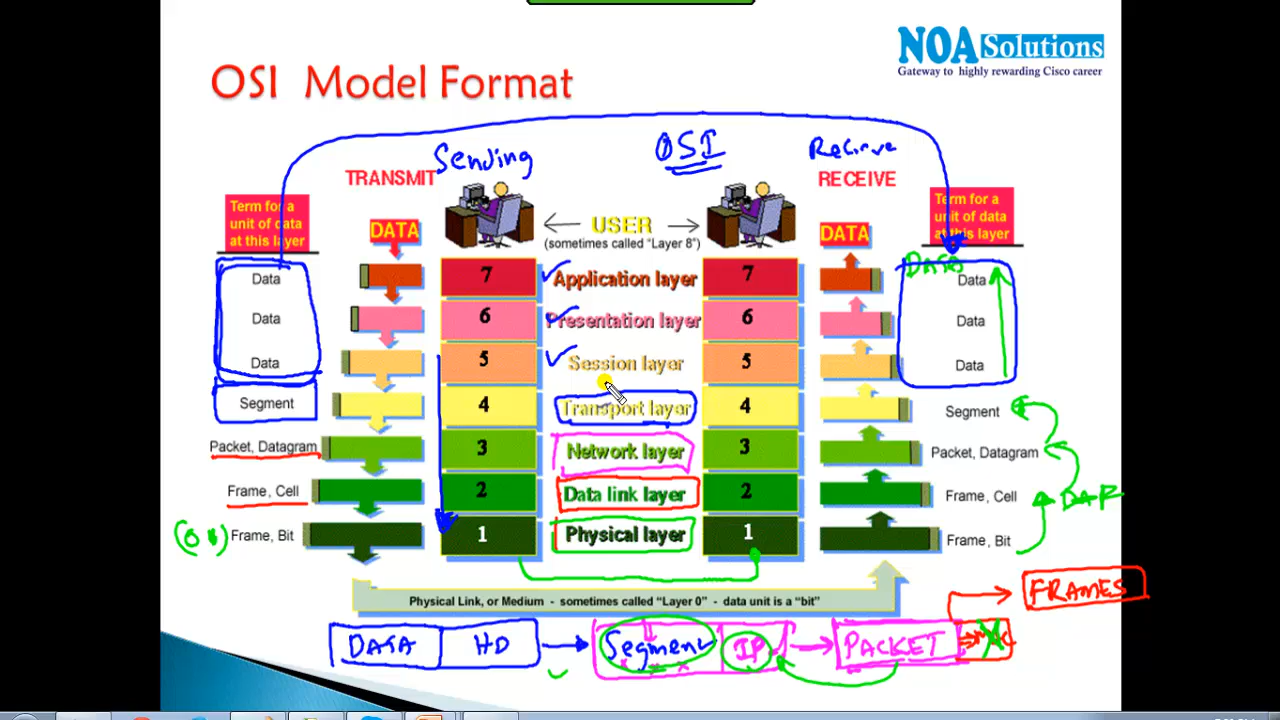 NOA Solutions
Gateway to highly rewarding Cisco career
OSI Model Format
Sending
OSI
TRANSMIT
RECEIVE
Term for a
unit of data
at this layer
DATA
USER
(sometimes called "Layer 8")
DATA
Term for a
unit of data
at this layer
Data
7
Application layer
7
DATA
Data
Data
6
Presentation layer
6
Data
Data
5
Session layer
5
Data
Segment
4
Transport layer
4
Segment
Packet, Datagram
3
Network layer
3
Packet, Datagram
Frame, Cell
2
Data link layer
2
Frame, Cell
Frame, Bit
1
Physical layer
1
Frame, Bit
Physical Link, or Medium - sometimes called "Layer 0" - data unit is a "bit"
FRAMES
DATA HD
Segment IP
PACKET